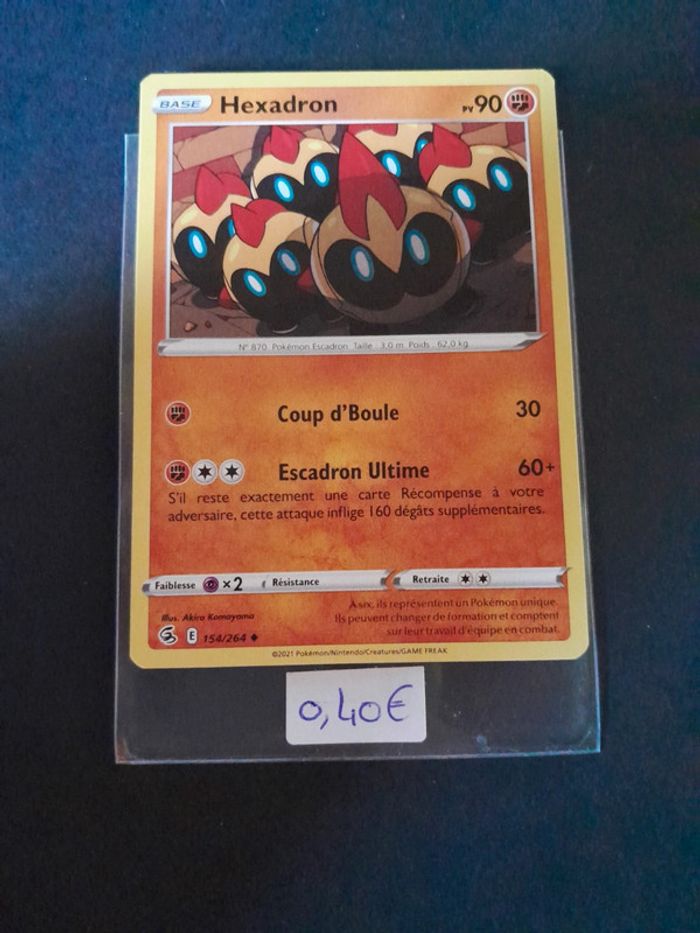 BASE Hexadron PV90
N° 870 Pokémon Escadron Taille : 3,0 m Poids : 62,0 kg
Coup d'Boule 30
Escadron Ultime 60+
S'il reste exactement une carte Récompense à votre
adversaire, cette attaque inflige 160 dégâts supplémentaires.
Faiblesse ×2 Résistance Retraite
Illus. Akira Komayama
À six, ils représentent un Pokémon unique.
Ils peuvent changer de formation et comptent
sur leur travail d'équipe en combat.
E 154/264
©2021 Pokémon/Nintendo/Creatures/GAME FREAK
0,40€